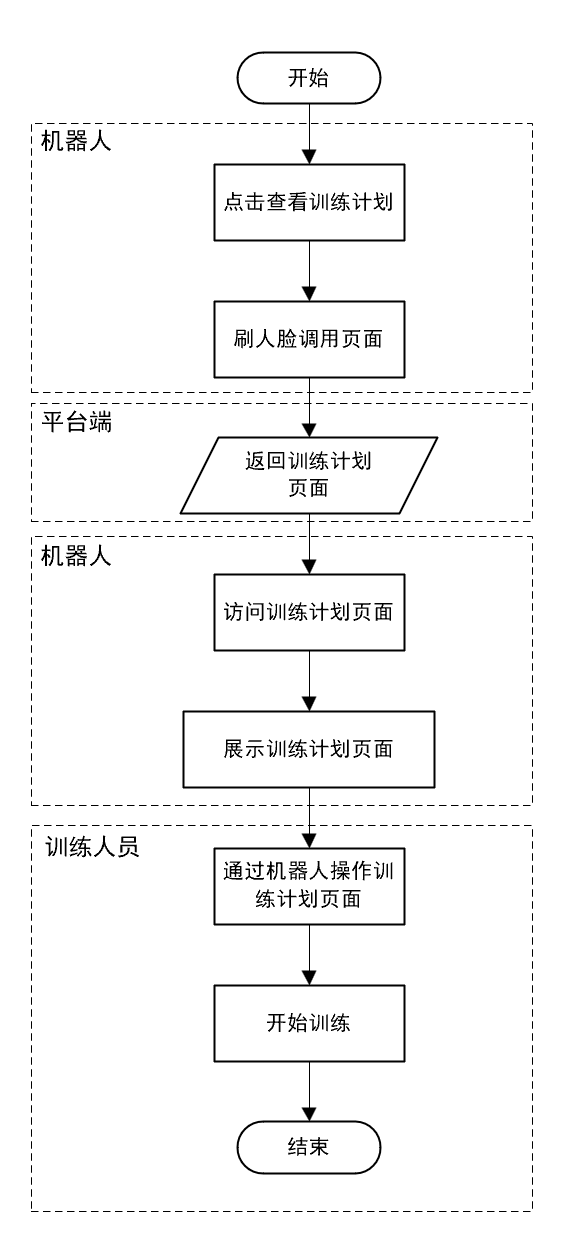 开始
机器人
点击查看训练计划
刷人脸调用页面
平台端
返回训练计划
页面
机器人
访问训练计划页面
展示训练计划页面
训练人员
通过机器人操作训
练计划页面
开始训练
结束